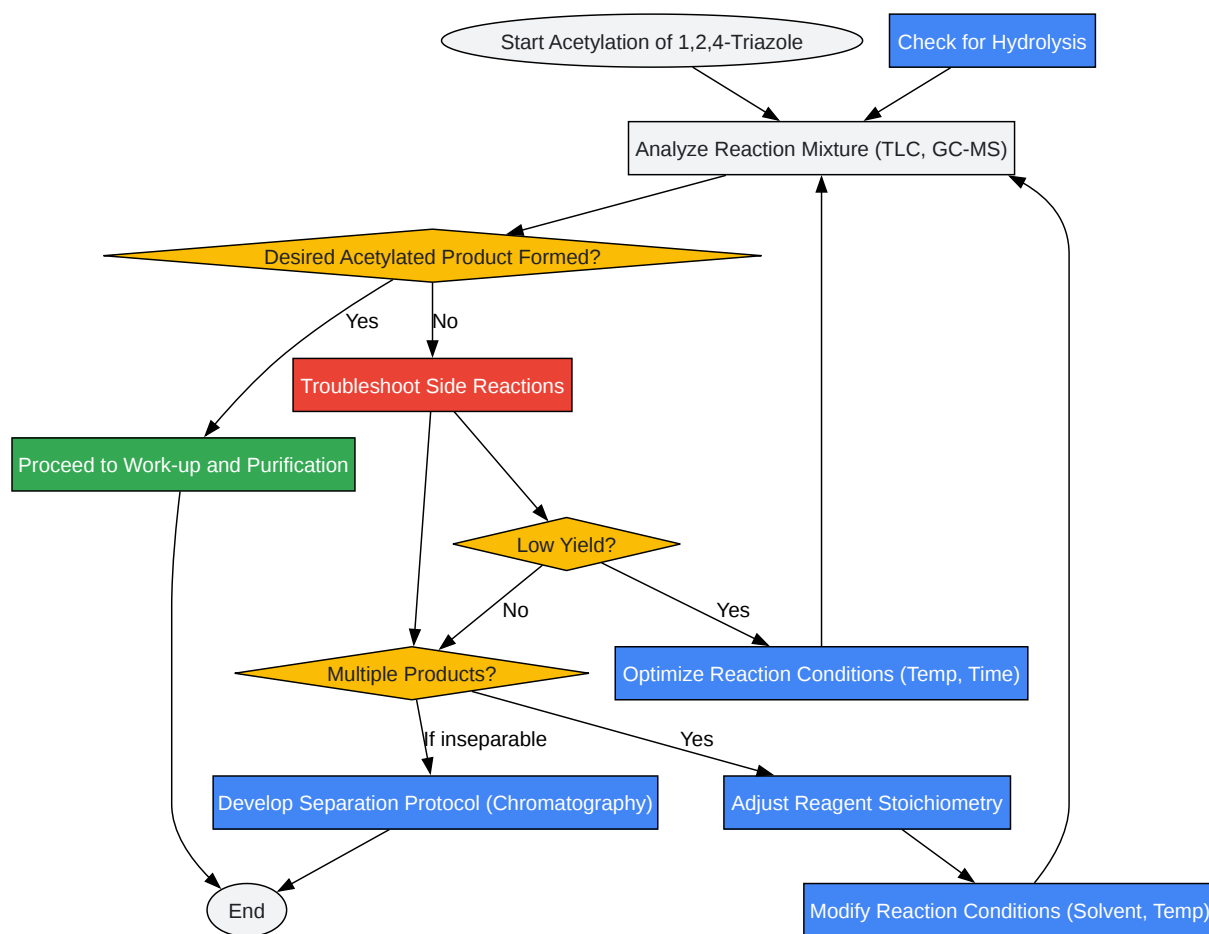 Start Acetylation of 1,2,4-Triazole
Check for Hydrolysis
Analyze Reaction Mixture (TLC, GC-MS)
Desired Acetylated Product Formed?
Yes
No
Troubleshoot Side Reactions
Proceed to Work-up and Purification
Low Yield?
No
Yes
Multiple Products?
Optimize Reaction Conditions (Temp, Time)
If inseparable
Yes
Develop Separation Protocol (Chromatography)
Adjust Reagent Stoichiometry
End
Modify Reaction Conditions (Solvent, Temp)